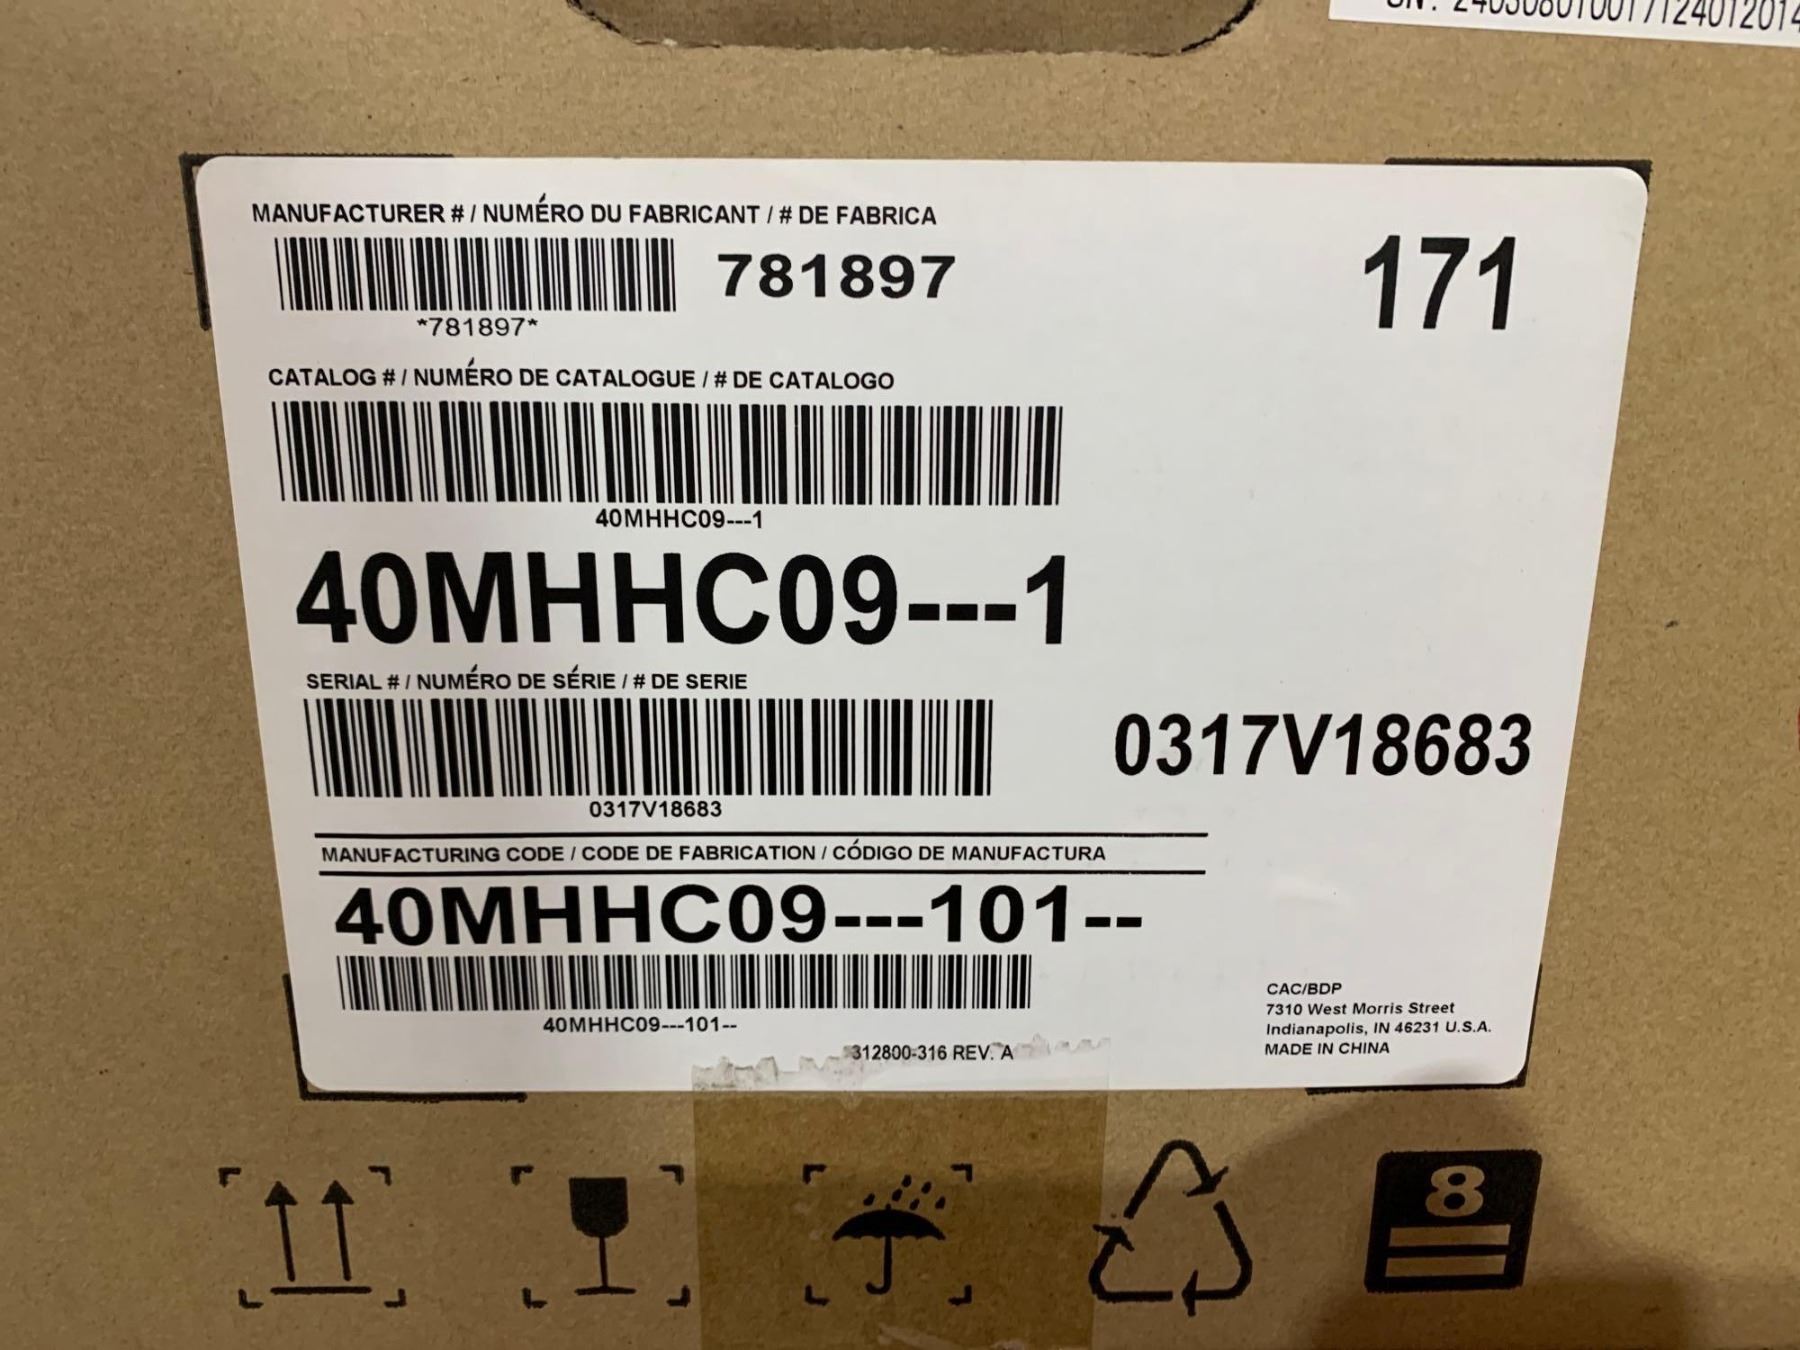 MANUFACTURER # / NUMÉRO DU FABRICANT / # DE FABRICA
781897
171
*781897*
CATALOG # / NUMÉRO DE CATALOGUE / # DE CATALOGO
40MHHC09---1
40MHHC09---1
SERIAL # / NUMÉRO DE SÉRIE / # DE SERIE
0317V18683
0317V18683
MANUFACTURING CODE / CODE DE FABRICATION / CÓDIGO DE MANUFACTURA
40MHHC09---101--
40MHHC09---101--
312800-316 REV. A
CAC/BDP
7310 West Morris Street
Indianapolis, IN 46231 U.S.A.
MADE IN CHINA
8